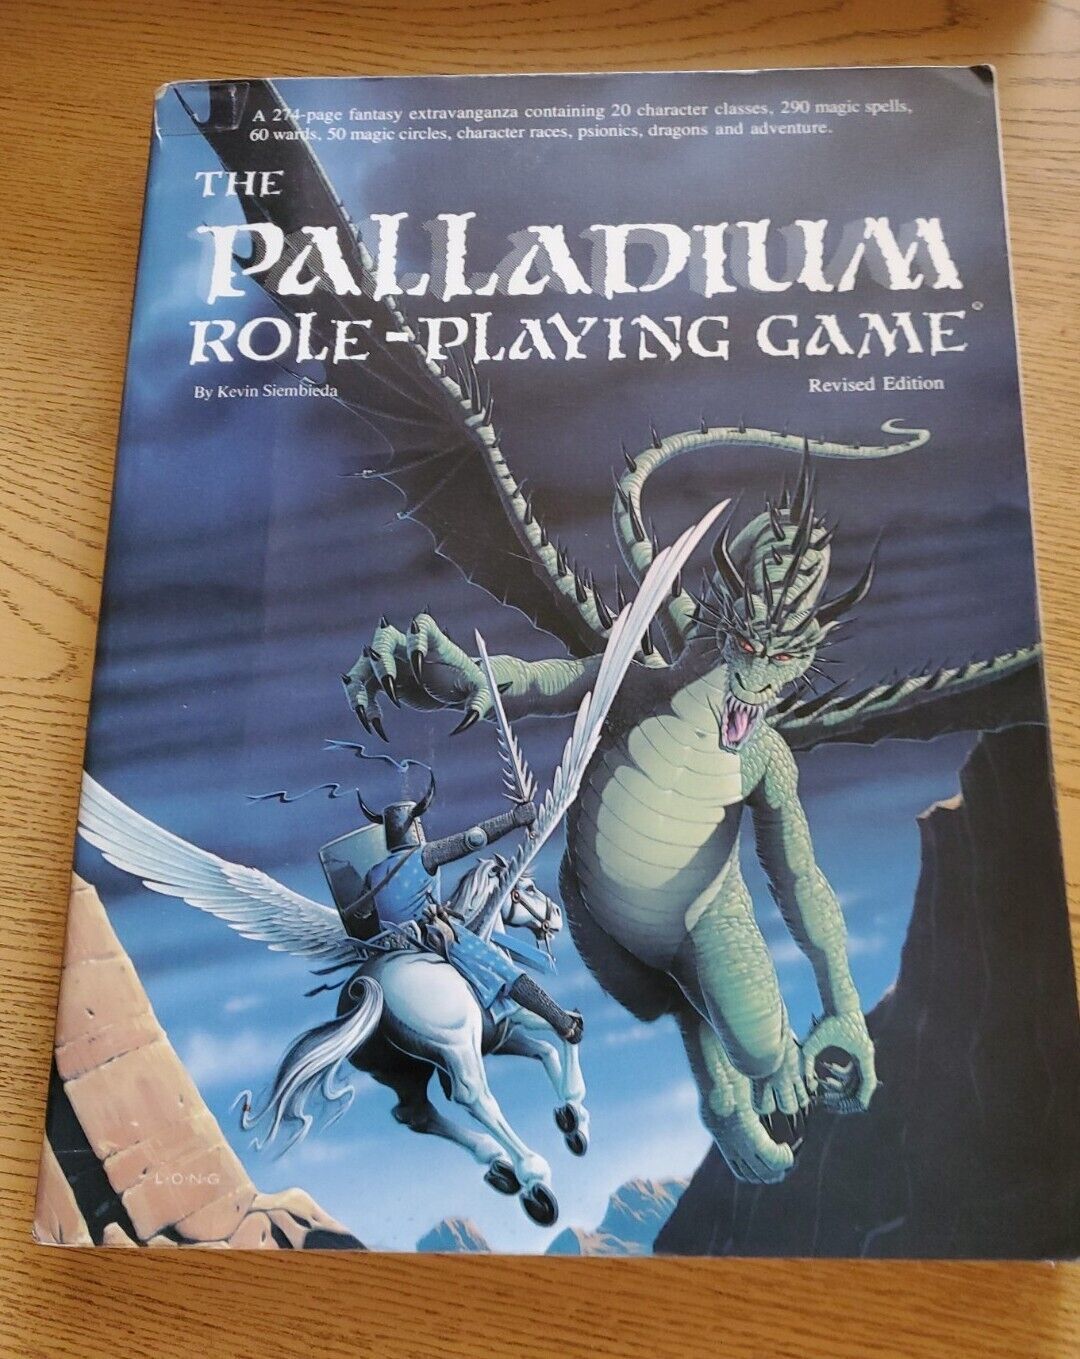 A 274-page fantasy extravanganza containing 20 character classes, 290 magic spells,
60 wards, 50 magic circles, character races, psionics, dragons and adventure.
THE
PALLADIUM
ROLE-PLAYING GAME®
By Kevin Siembieda
Revised Edition
L·O·N·G